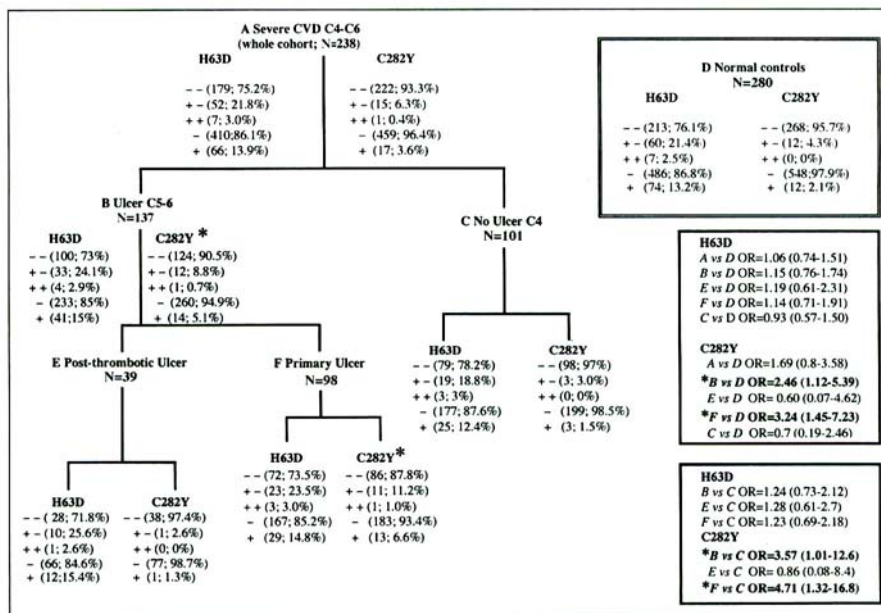 A Severe CVD C4-C6
(whole cohort; N=238)
H63D C282Y
- - (179; 75.2%) - - (222; 93.3%)
+ - (52; 21.8%) + - (15; 6.3%)
+ + (7; 3.0%) + + (1; 0.4%)
- (410;86.1%) - (459; 96.4%)
+ (66; 13.9%) + (17; 3.6%)
D Normal controls
N=280
H63D C282Y
- - (213; 76.1%) - - (268; 95.7%)
+ - (60; 21.4%) + - (12; 4.3%)
+ + (7; 2.5%) + + (0; 0%)
- (486; 86.8%) - (548;97.9%)
+ (74; 13.2%) + (12; 2.1%)
B Ulcer C5-6
N=137
H63D C282Y *
- - (100; 73%) - - (124; 90.5%)
+ - (33; 24.1%) + - (12; 8.8%)
+ + (4; 2.9%) + + (1; 0.7%)
- (233; 85%) - (260; 94.9%)
+ (41;15%) + (14; 5.1%)
C No Ulcer C4
N=101
H63D C282Y
- - (79; 78.2%) - - (98; 97%)
+ - (19; 18.8%) + - (3; 3.0%)
+ + (3; 3%) + + (0; 0%)
- (177; 87.6%) - (199; 98.5%)
+ (25; 12.4%) + (3; 1.5%)
E Post-thrombotic Ulcer
N=39
H63D C282Y
- - ( 28; 71.8%) - - (38; 97.4%)
+ - (10; 25.6%) + - (1; 2.6%)
+ + (1; 2.6%) + + (0; 0%)
- (66; 84.6%) - (77; 98.7%)
+ (12;15.4%) + (1; 1.3%)
F Primary Ulcer
N=98
H63D C282Y*
- - (72; 73.5%) - - (86; 87.8%)
+ - (23; 23.5%) + - (11; 11.2%)
+ + (3; 3.0%) + + (1; 1.0%)
- (167; 85.2%) - (183; 93.4%)
+ (29; 14.8%) + (13; 6.6%)
H63D
A vs D OR=1.06 (0.74-1.51)
B vs D OR=1.15 (0.76-1.74)
E vs D OR=1.19 (0.61-2.31)
F vs D OR=1.14 (0.71-1.91)
C vs D OR=0.93 (0.57-1.50)
C282Y
A vs D OR=1.69 (0.8-3.58)
*B vs D OR=2.46 (1.12-5.39)
E vs D OR= 0.60 (0.07-4.62)
*F vs D OR=3.24 (1.45-7.23)
C vs D OR=0.7 (0.19-2.46)
H63D
B vs C OR=1.24 (0.73-2.12)
E vs C OR=1.28 (0.61-2.7)
F vs C OR=1.23 (0.69-2.18)
C282Y
*B vs C OR=3.57 (1.01-12.6)
E vs C OR= 0.86 (0.08-8.4)
*F vs C OR=4.71 (1.32-16.8)